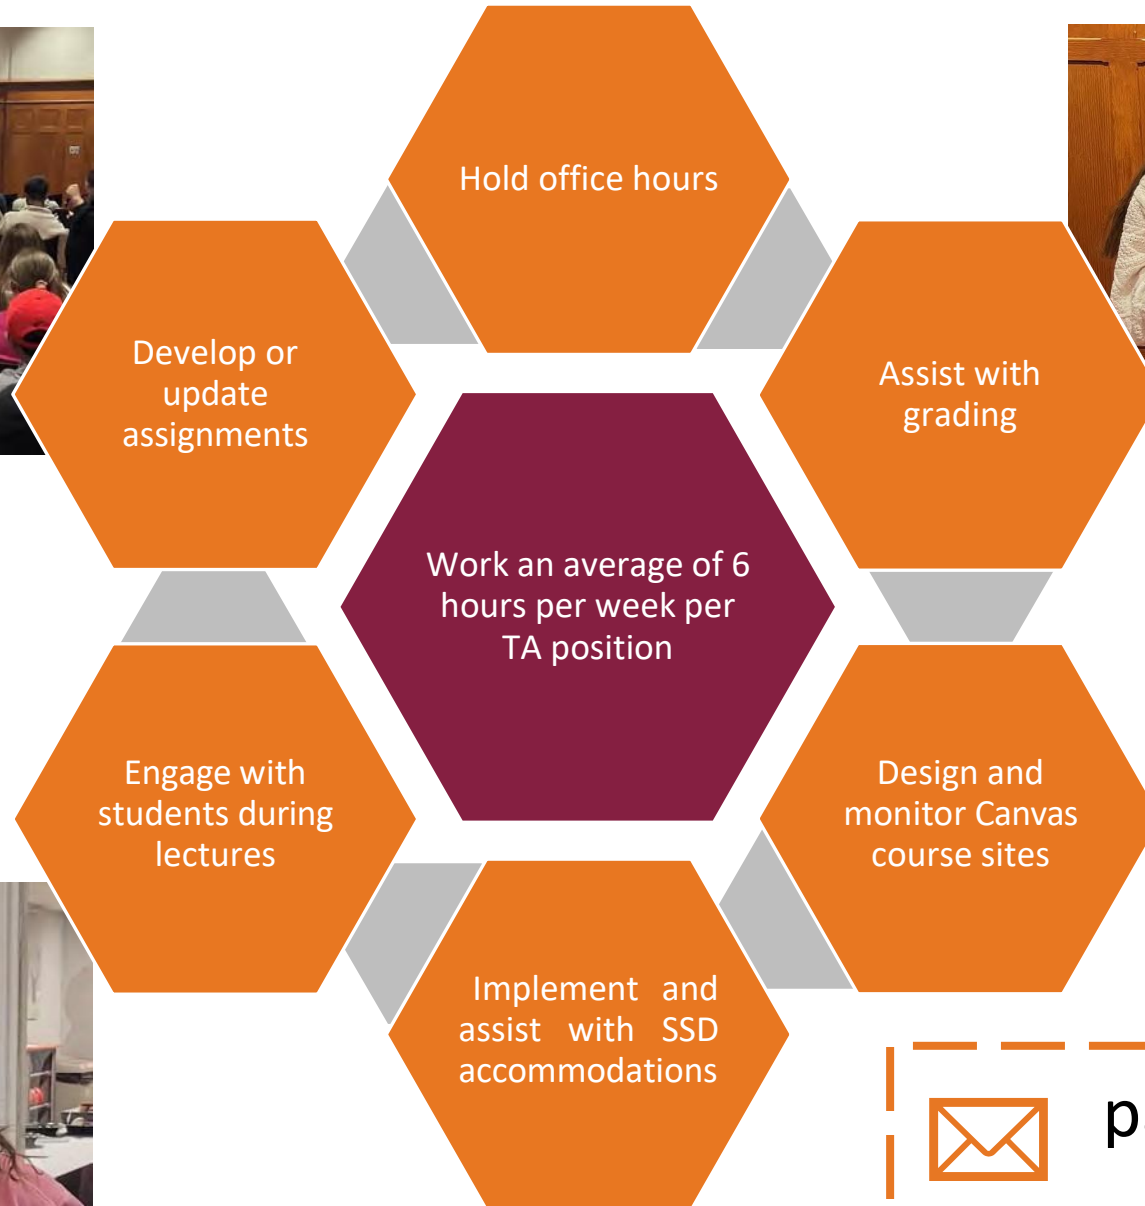 Hold office hours
Develop or
update
assignments
Assist with
grading
Work an average of 6
hours per week per
TA position
Engage with
students during
lectures
Design and
monitor Canvas
course sites
Implement and
assist with SSD
accommodations